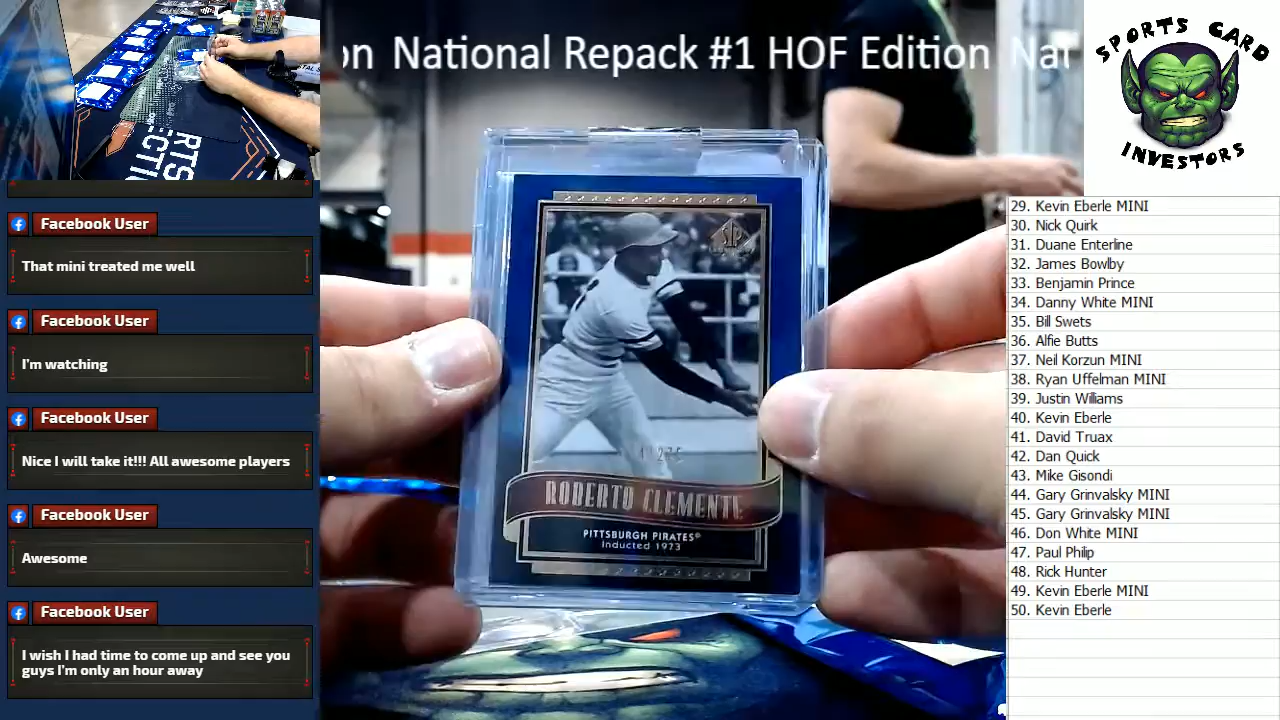 on National Repack #1 HOF Edition Nat
SPORTS CARD
INVESTORS
RTS
ECTI
Facebook User
That mini treated me well
Facebook User
I'm watching
Facebook User
Nice I will take it!!! All awesome players
Facebook User
Awesome
Facebook User
I wish I had time to come up and see you
guys I'm only an hour away
SLP
ROBERTO CLEMENTE
PITTSBURGH PIRATES®
Inducted 1973
29. Kevin Eberle MINI
30. Nick Quirk
31. Duane Enterline
32. James Bowlby
33. Benjamin Prince
34. Danny White MINI
35. Bill Swets
36. Alfie Butts
37. Neil Korzun MINI
38. Ryan Uffelman MINI
39. Justin Wiliams
40. Kevin Eberle
41. David Truax
42. Dan Quick
43. Mike Gisondi
44. Gary Grinvalsky MINI
45. Gary Grinvalsky MINI
46. Don White MINI
47. Paul Philip
48. Rick Hunter
49. Kevin Eberle MINI
50. Kevin Eberle